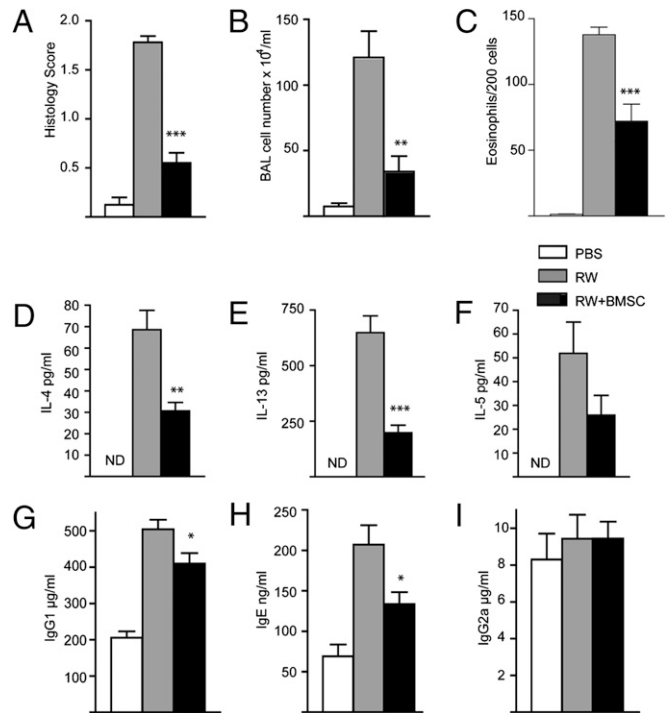 A
Histology Score
2.0
1.5
1.0
0.5
***
B
BAL cell number x 10⁴/ml
150
100
50
**
C
Eosinophils/200 cells
150
100
50
***
PBS
RW
RW+BMSC
D
IL-4 pg/ml
80
70
60
50
40
30
20
10
ND
**
E
IL-13 pg/ml
750
500
250
ND
***
F
IL-5 pg/ml
70
60
50
40
30
20
10
ND
G
IgG1 µg/ml
500
400
300
200
100
*
H
IgE ng/ml
250
200
150
100
50
*
I
IgG2a µg/ml
10
8
6
4
2